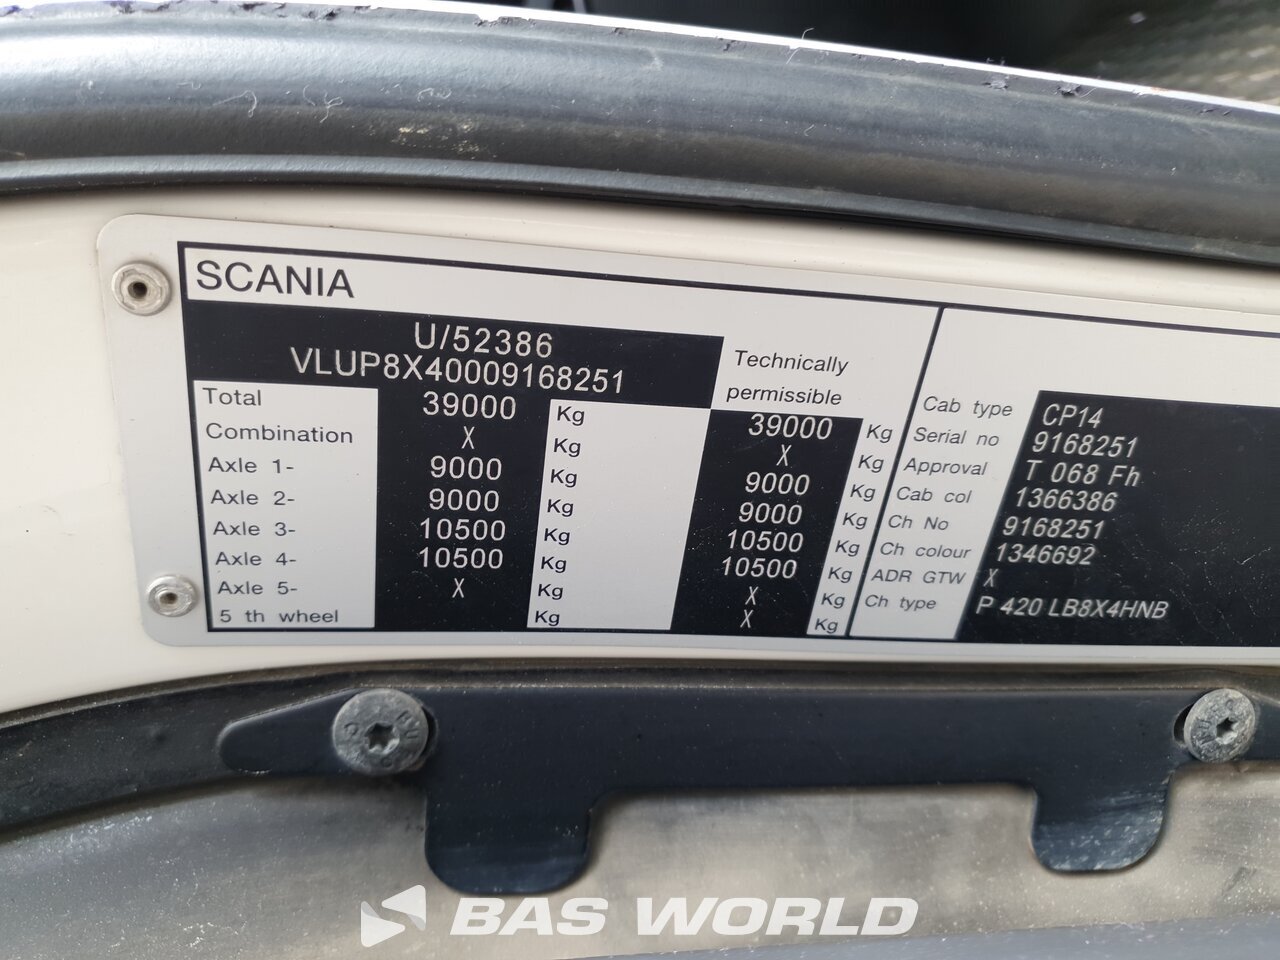 SCANIA
U/52386
VLUP8X40009168251
Technically
permissible
Total 39000 Kg 39000 Kg
Combination X Kg X Kg
Axle 1- 9000 Kg 9000 Kg
Axle 2- 9000 Kg 9000 Kg
Axle 3- 10500 Kg 10500 Kg
Axle 4- 10500 Kg 10500 Kg
Axle 5- X Kg X Kg
5 th wheel Kg X Kg
Cab type CP14
Serial no 9168251
Approval T 068 Fh
Cab col 1366386
Ch No 9168251
Ch colour 1346692
ADR GTW X
Ch type P 420 LB8X4HNB
BAS WORLD